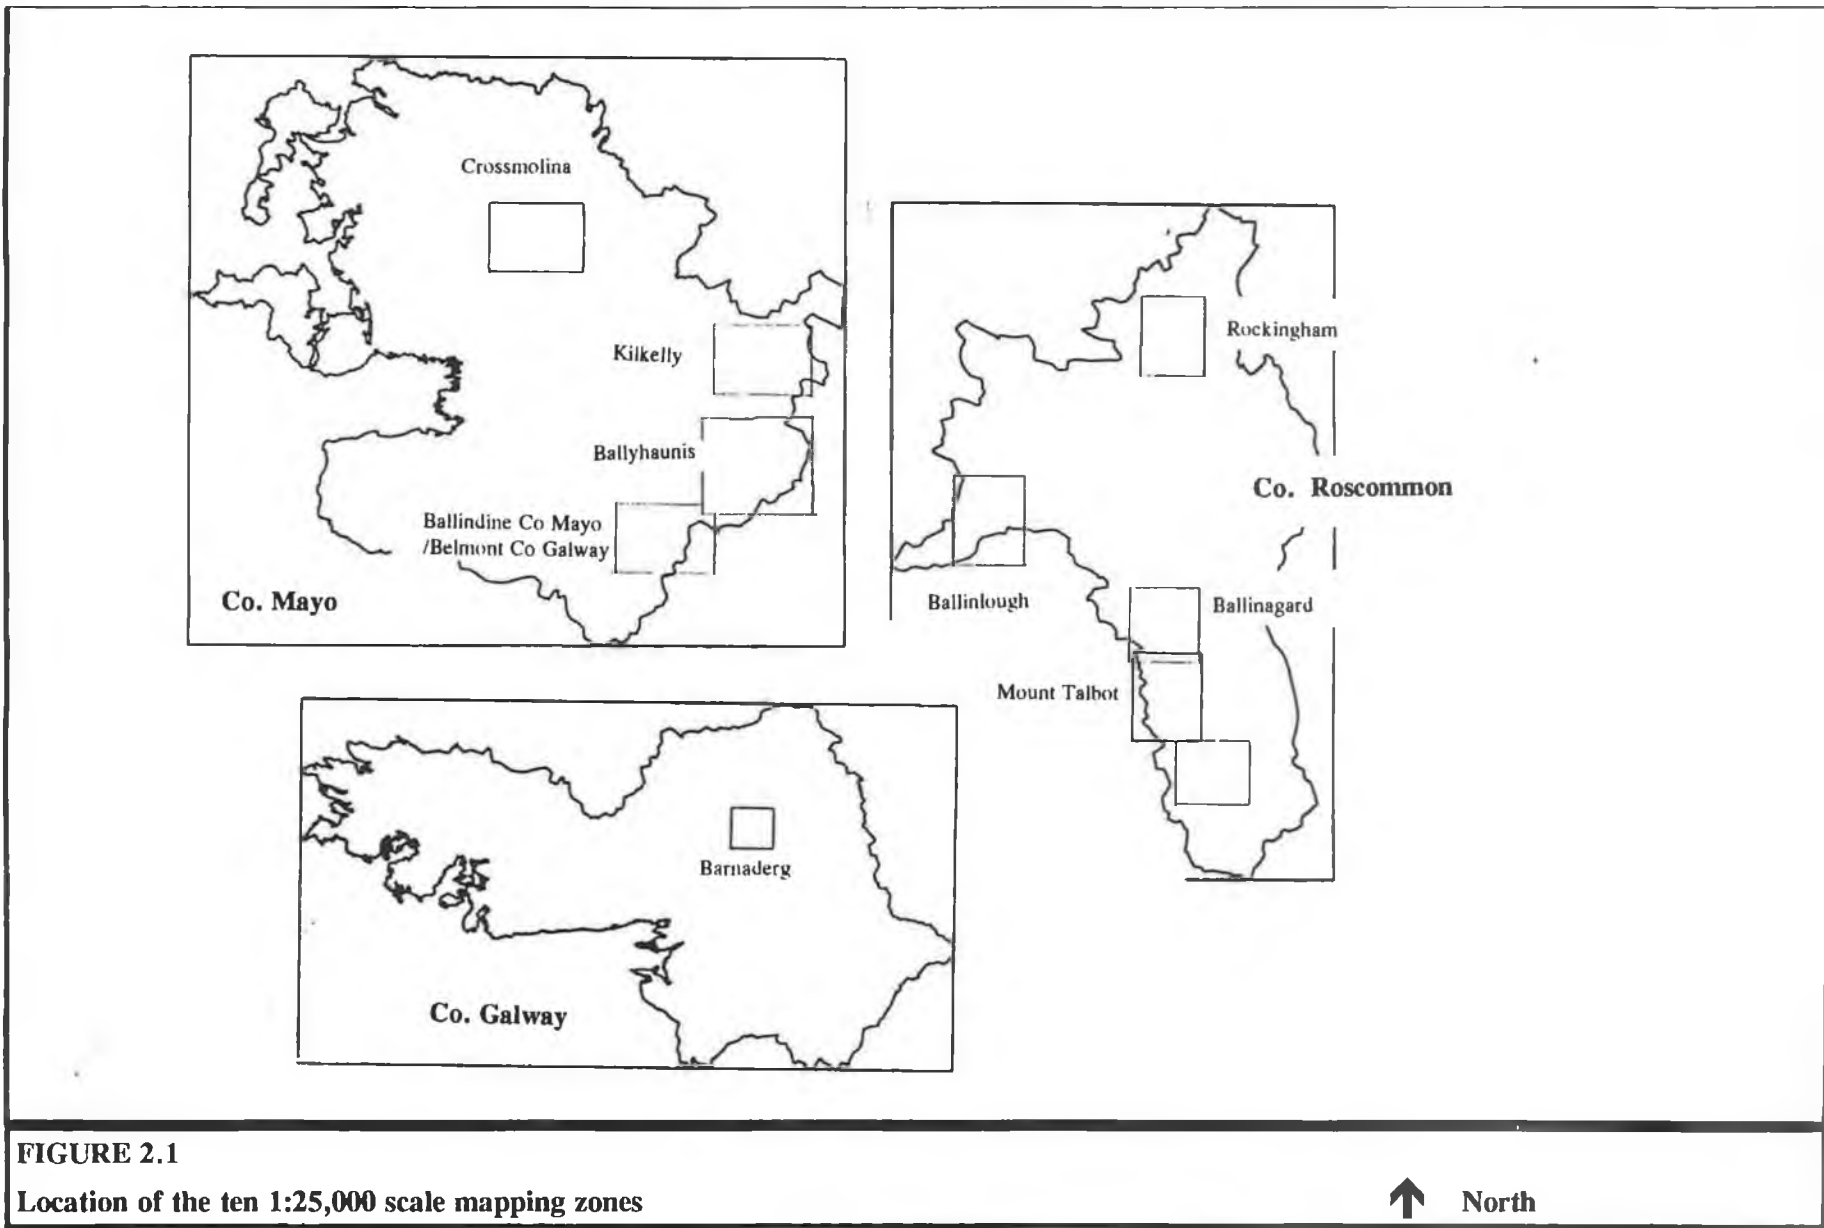 Crossmolina
Kilkelly
Ballyhaunis
Ballindine Co Mayo
/Belmont Co Galway
Co. Mayo
Rockingham
Co. Roscommon
Ballinlough
Ballinagard
Mount Talbot
Barnaderg
Co. Galway
FIGURE 2.1
Location of the ten 1:25,000 scale mapping zones
North